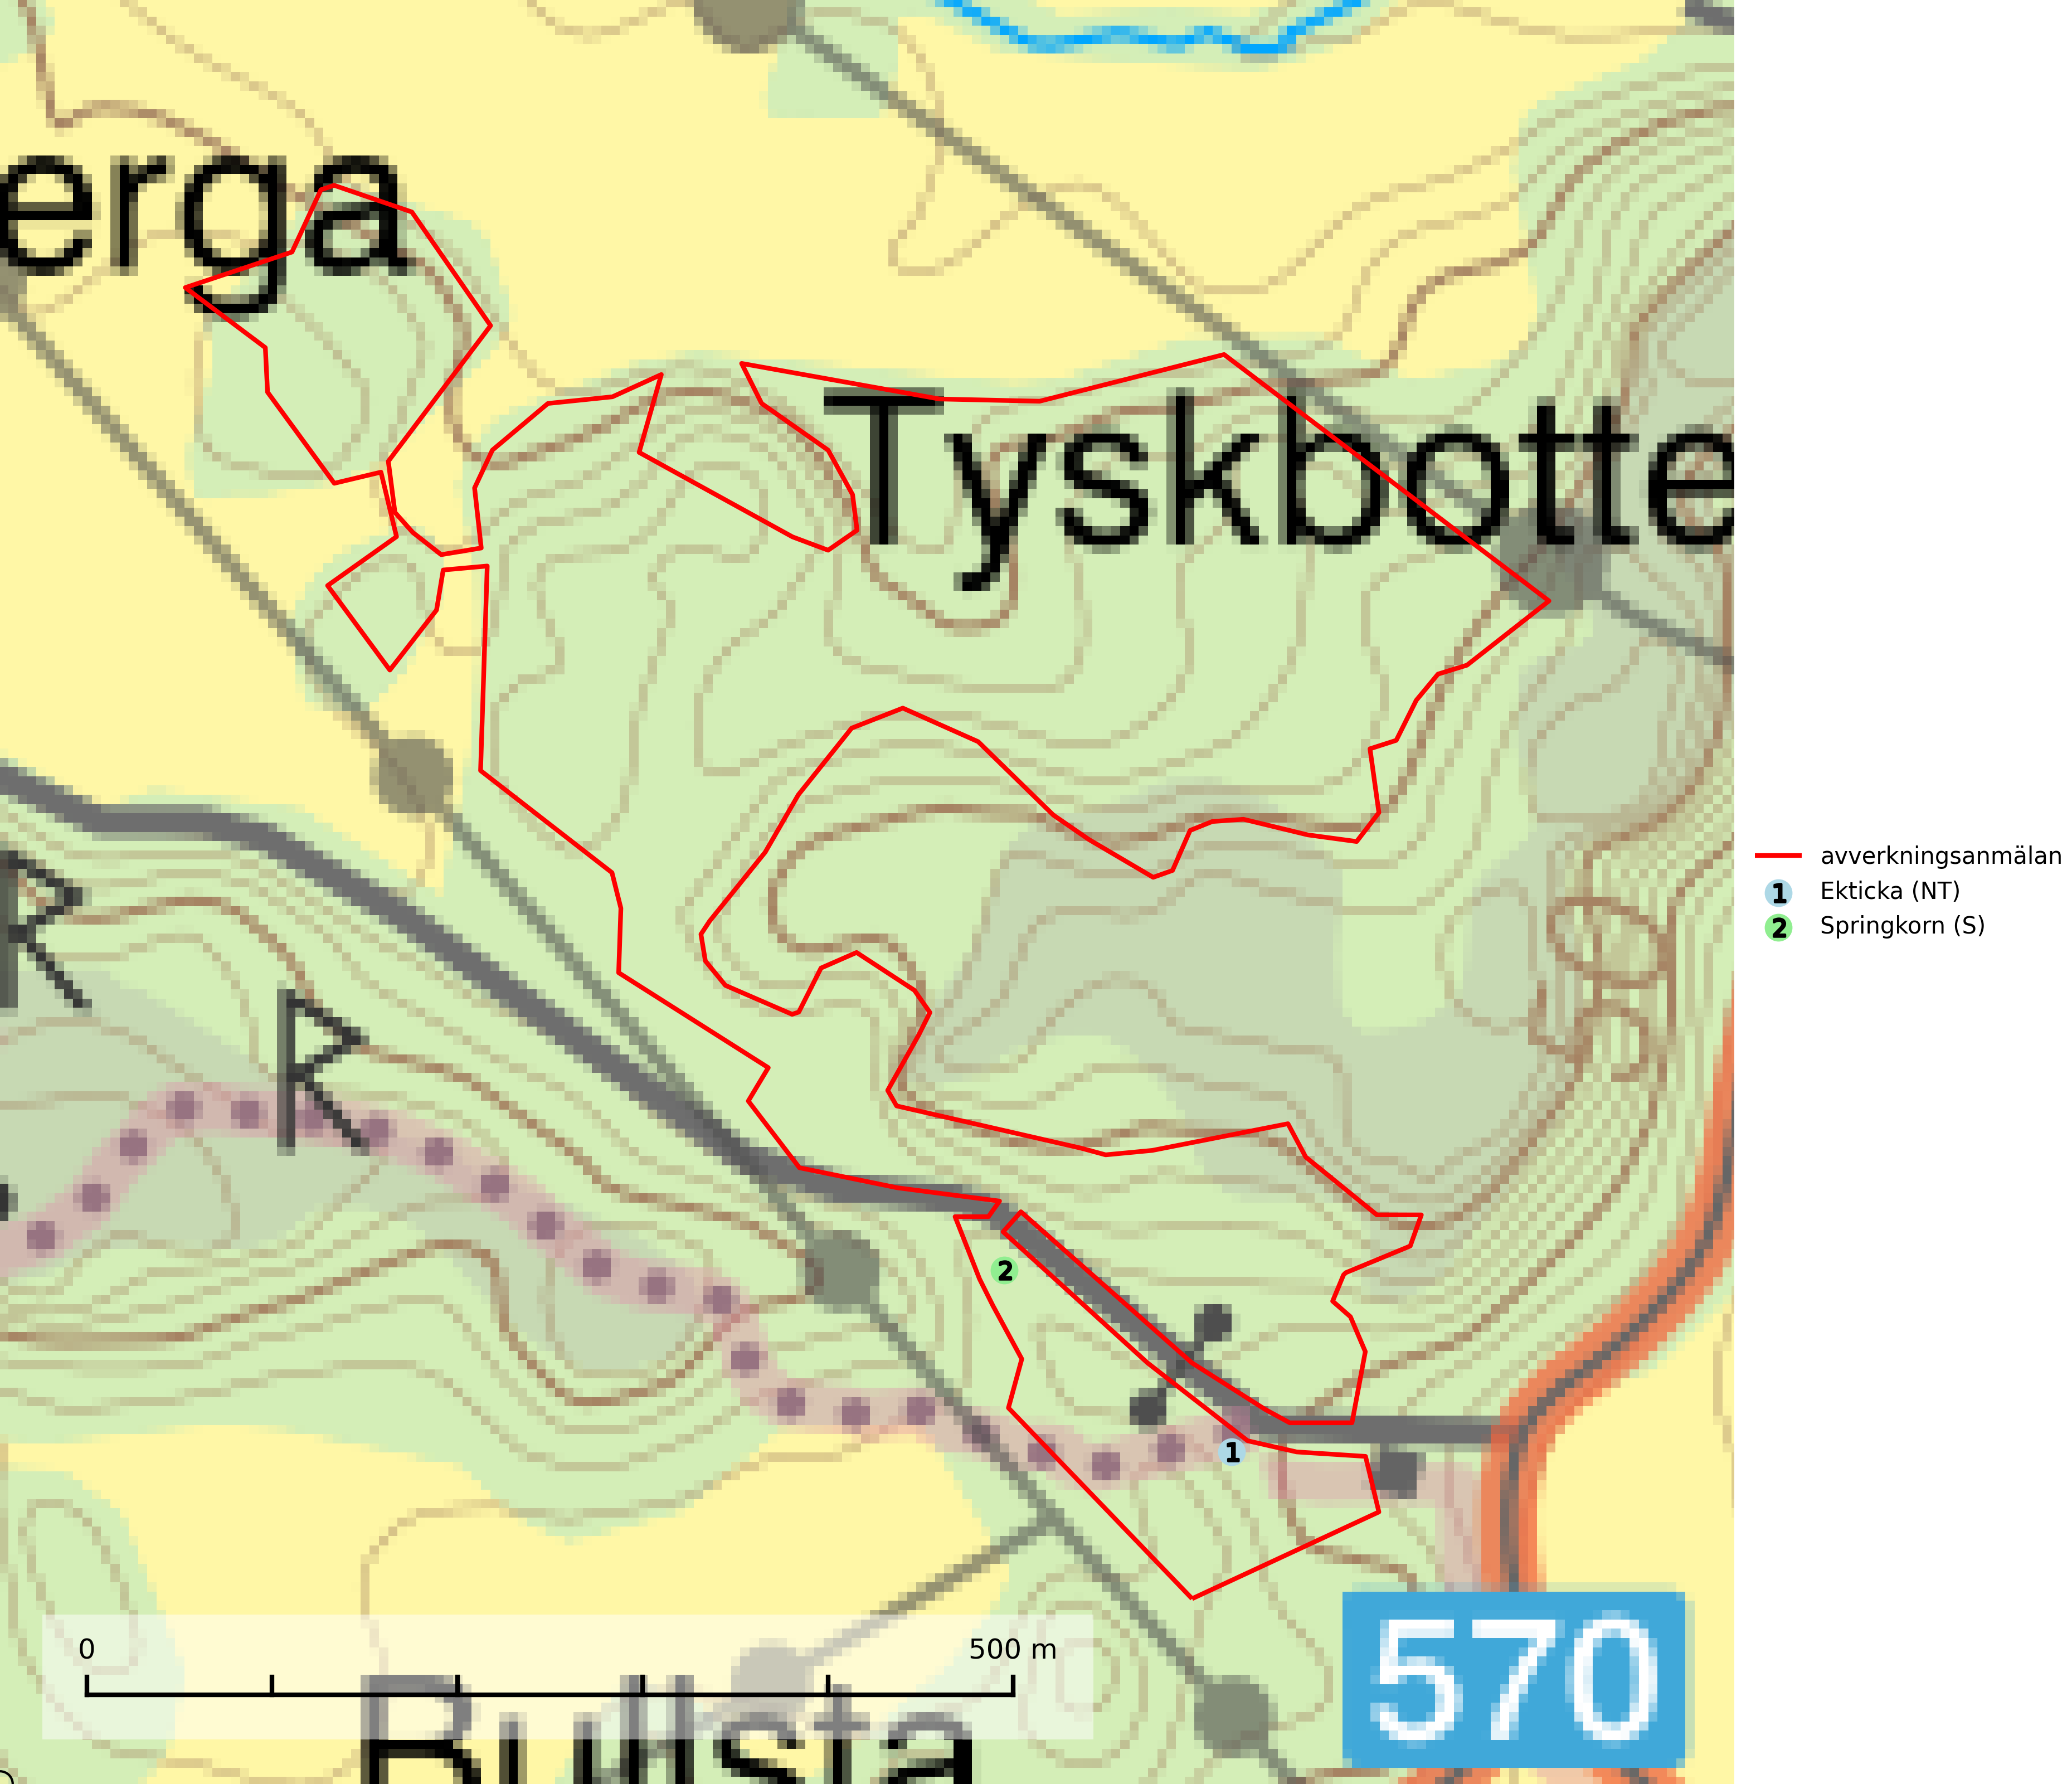 erga
Tyskbotte
R
R
avverkningsanmälan
1 Ekticka (NT)
2 Springkorn (S)
2
1
570
0 500 m
Bullsta